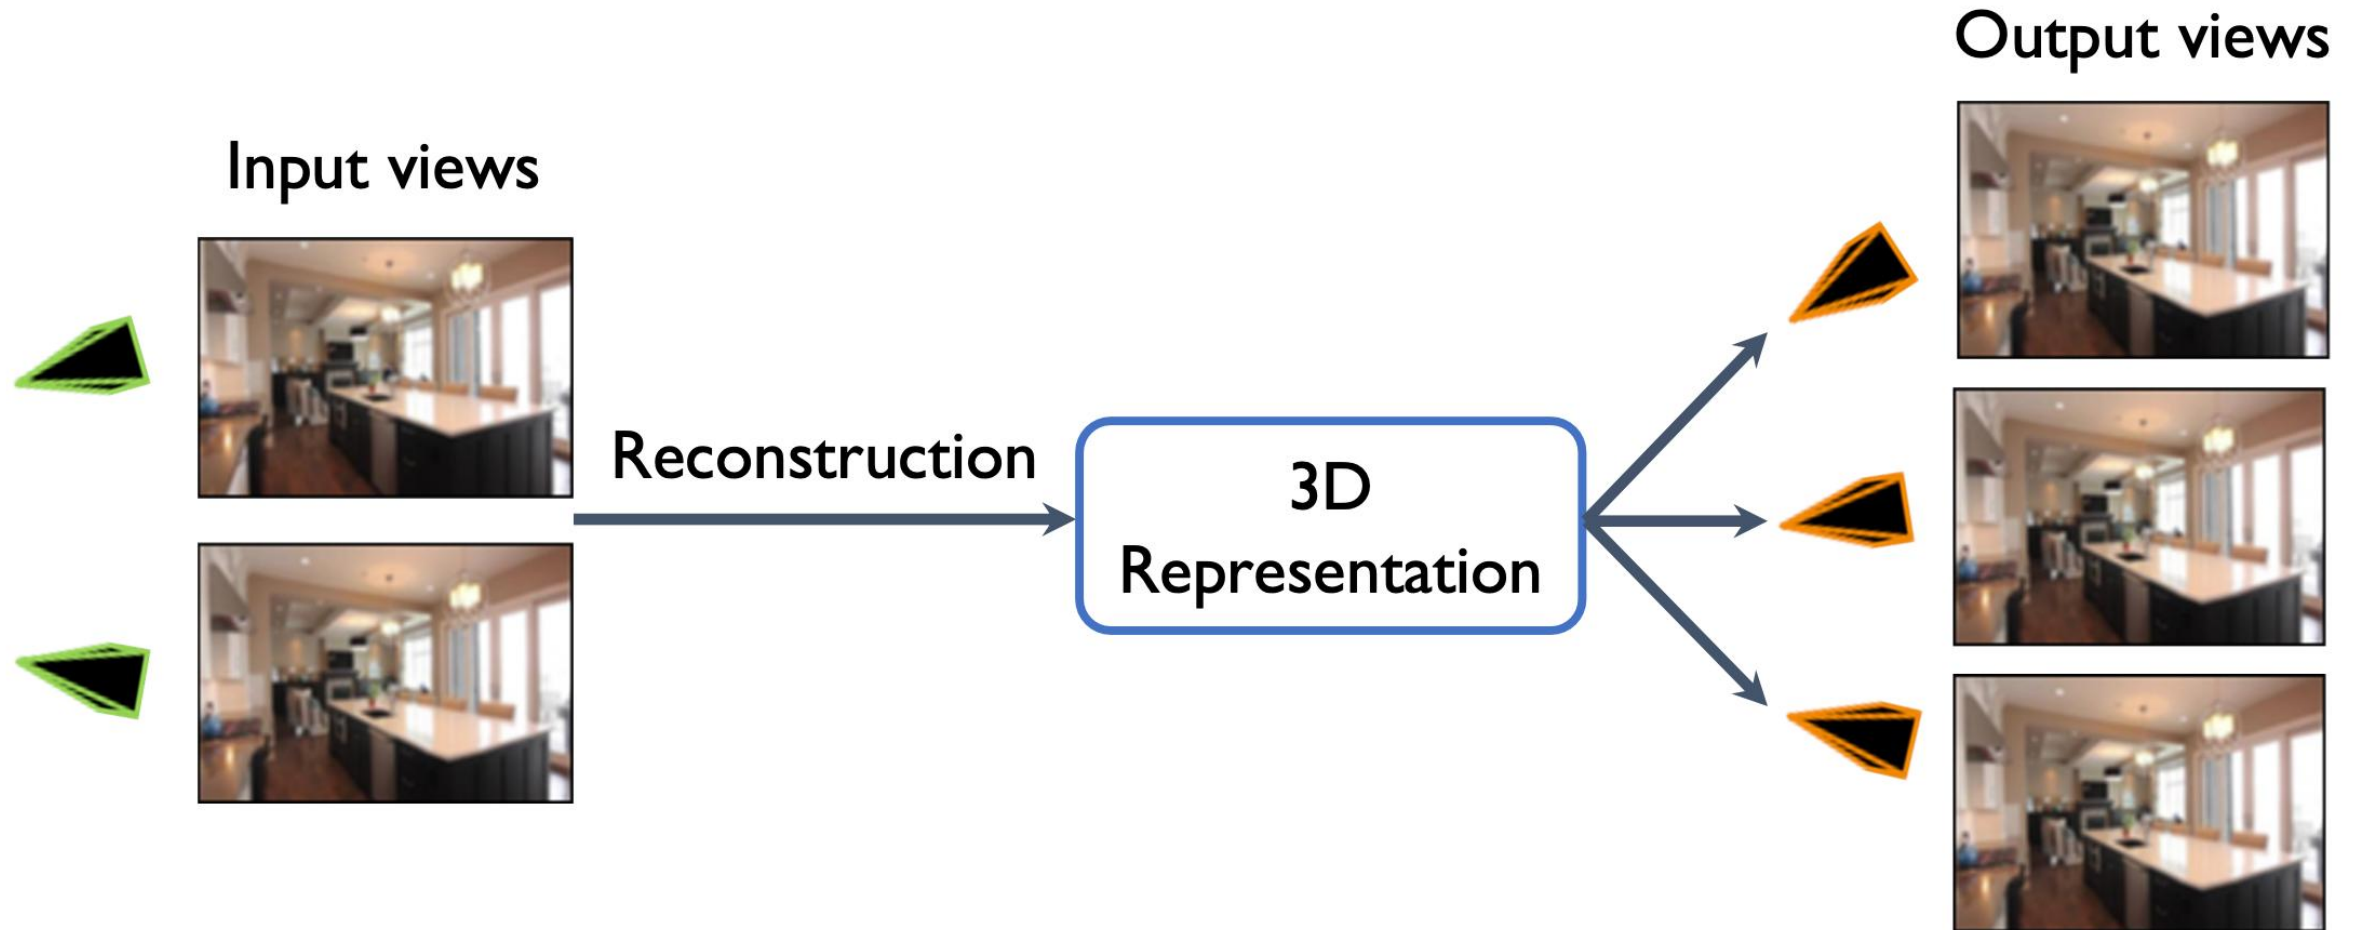 Input views
Reconstruction
3D
Representation
Output views